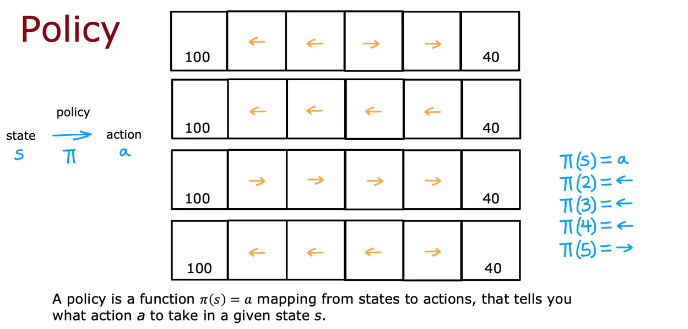 Policy
100 ← ← → → 40
100 ← ← ← ← 40
policy
state → action
s π a
100 → → → → 40
100 ← ← ← → 40
π(s) = a
π(2) = ←
π(3) = ←
π(4) = ←
π(5) = →
A policy is a function π(s) = a mapping from states to actions, that tells you
what action a to take in a given state s.